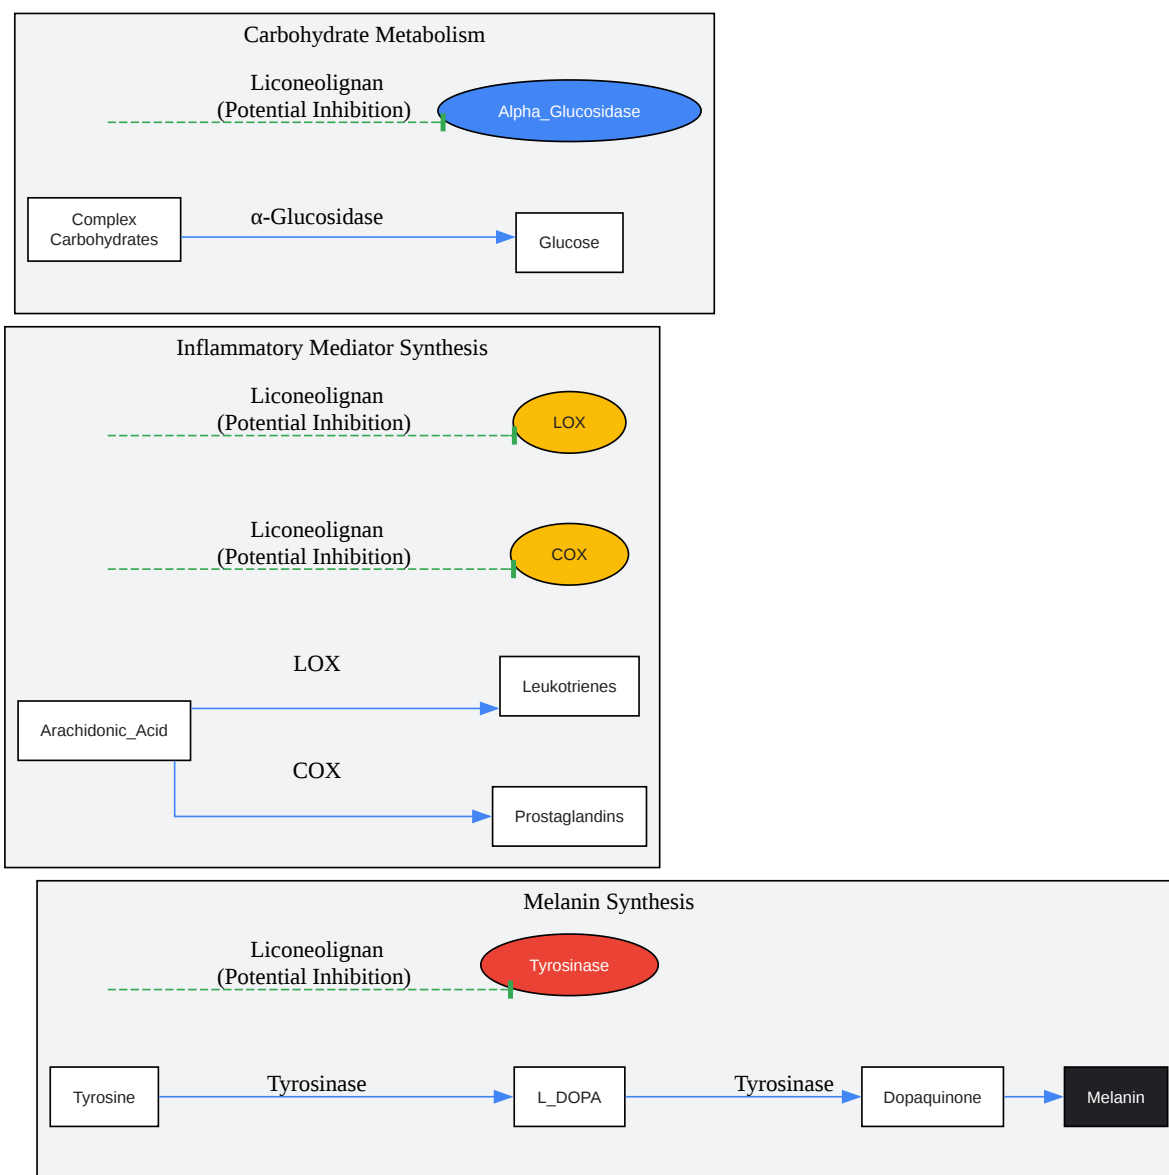 Carbohydrate Metabolism
Liconeolignan
(Potential Inhibition)
Alpha_Glucosidase
Complex
Carbohydrates
α-Glucosidase
Glucose
Inflammatory Mediator Synthesis
Liconeolignan
(Potential Inhibition)
LOX
Liconeolignan
(Potential Inhibition)
COX
LOX
Leukotrienes
Arachidonic_Acid
COX
Prostaglandins
Melanin Synthesis
Liconeolignan
(Potential Inhibition)
Tyrosinase
Tyrosine
Tyrosinase
L_DOPA
Tyrosinase
Dopaquinone
Melanin